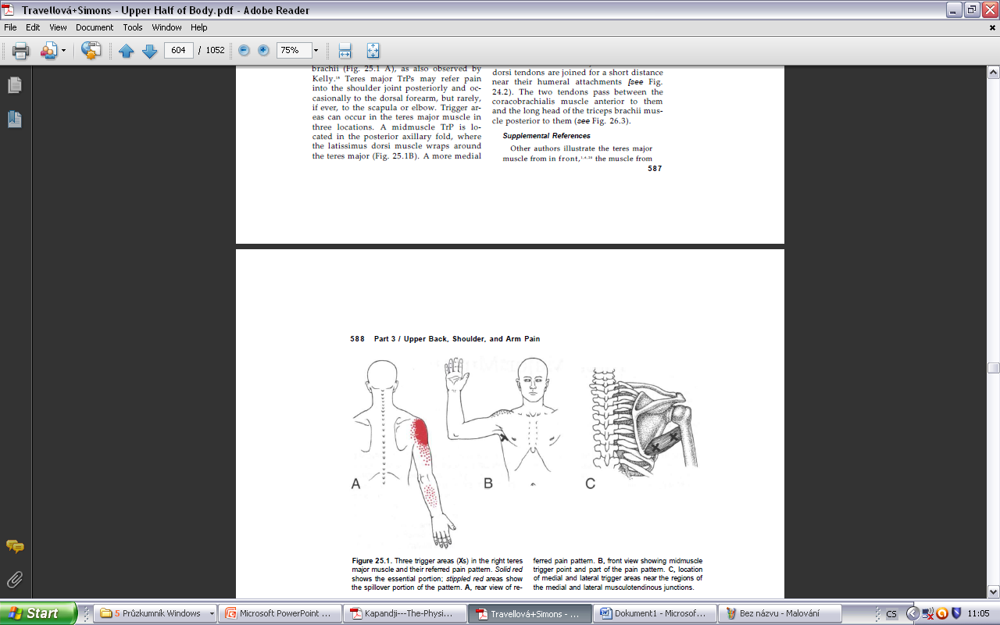 Travellová+Simons - Upper Half of Body.pdf - Adobe Reader
File Edit View Document Tools Window Help
604 / 1052 75%
brachii (Fig. 25.1 A), as also observed by
Kelly.
Teres major TrPs may refer pain
into the shoulder joint posteriorly and oc-
casionally to the dorsal forearm, but rarely,
if ever, to the scapula or elbow. Trigger ar-
eas can occur in the teres major muscle in
three locations. A midmuscle TrP is lo-
cated in the posterior axillary fold, where
the latissimus dorsi muscle wraps around
the teres major (Fig. 25.1B). A more medial
dorsi tendons are joined for a short distance
near their humeral attachments [see Fig.
24.2). The two tendons pass between the
coracobrachialis muscle anterior to them
and the long head of the triceps brachii mus-
cle posterior to them (see Fig. 26.3).
Supplemental References
Other authors illustrate the teres major
muscle from in front, the muscle from
587
588 Part 3 / Upper Back, Shoulder, and Arm Pain
A B C
Figure 25.1. Three trigger areas (Xs) in the right teres
major muscle and their referred pain pattern. Solid red
shows the essential portion; stippled red areas show
the spillover portion of the pattern. A, rear view of re-
ferred pain pattern. B, front view showing midmuscle
trigger point and part of the pain pattern. C, location
of medial and lateral trigger areas near the regions of
the medial and lateral musculotendinous junctions.
Start 5 Průzkumník Windows Microsoft PowerPoint ... Kapandji---The-Physi... Travellová+Simons - ... Dokument1 - Microsof... Bez názvu - Malování CS 11:05